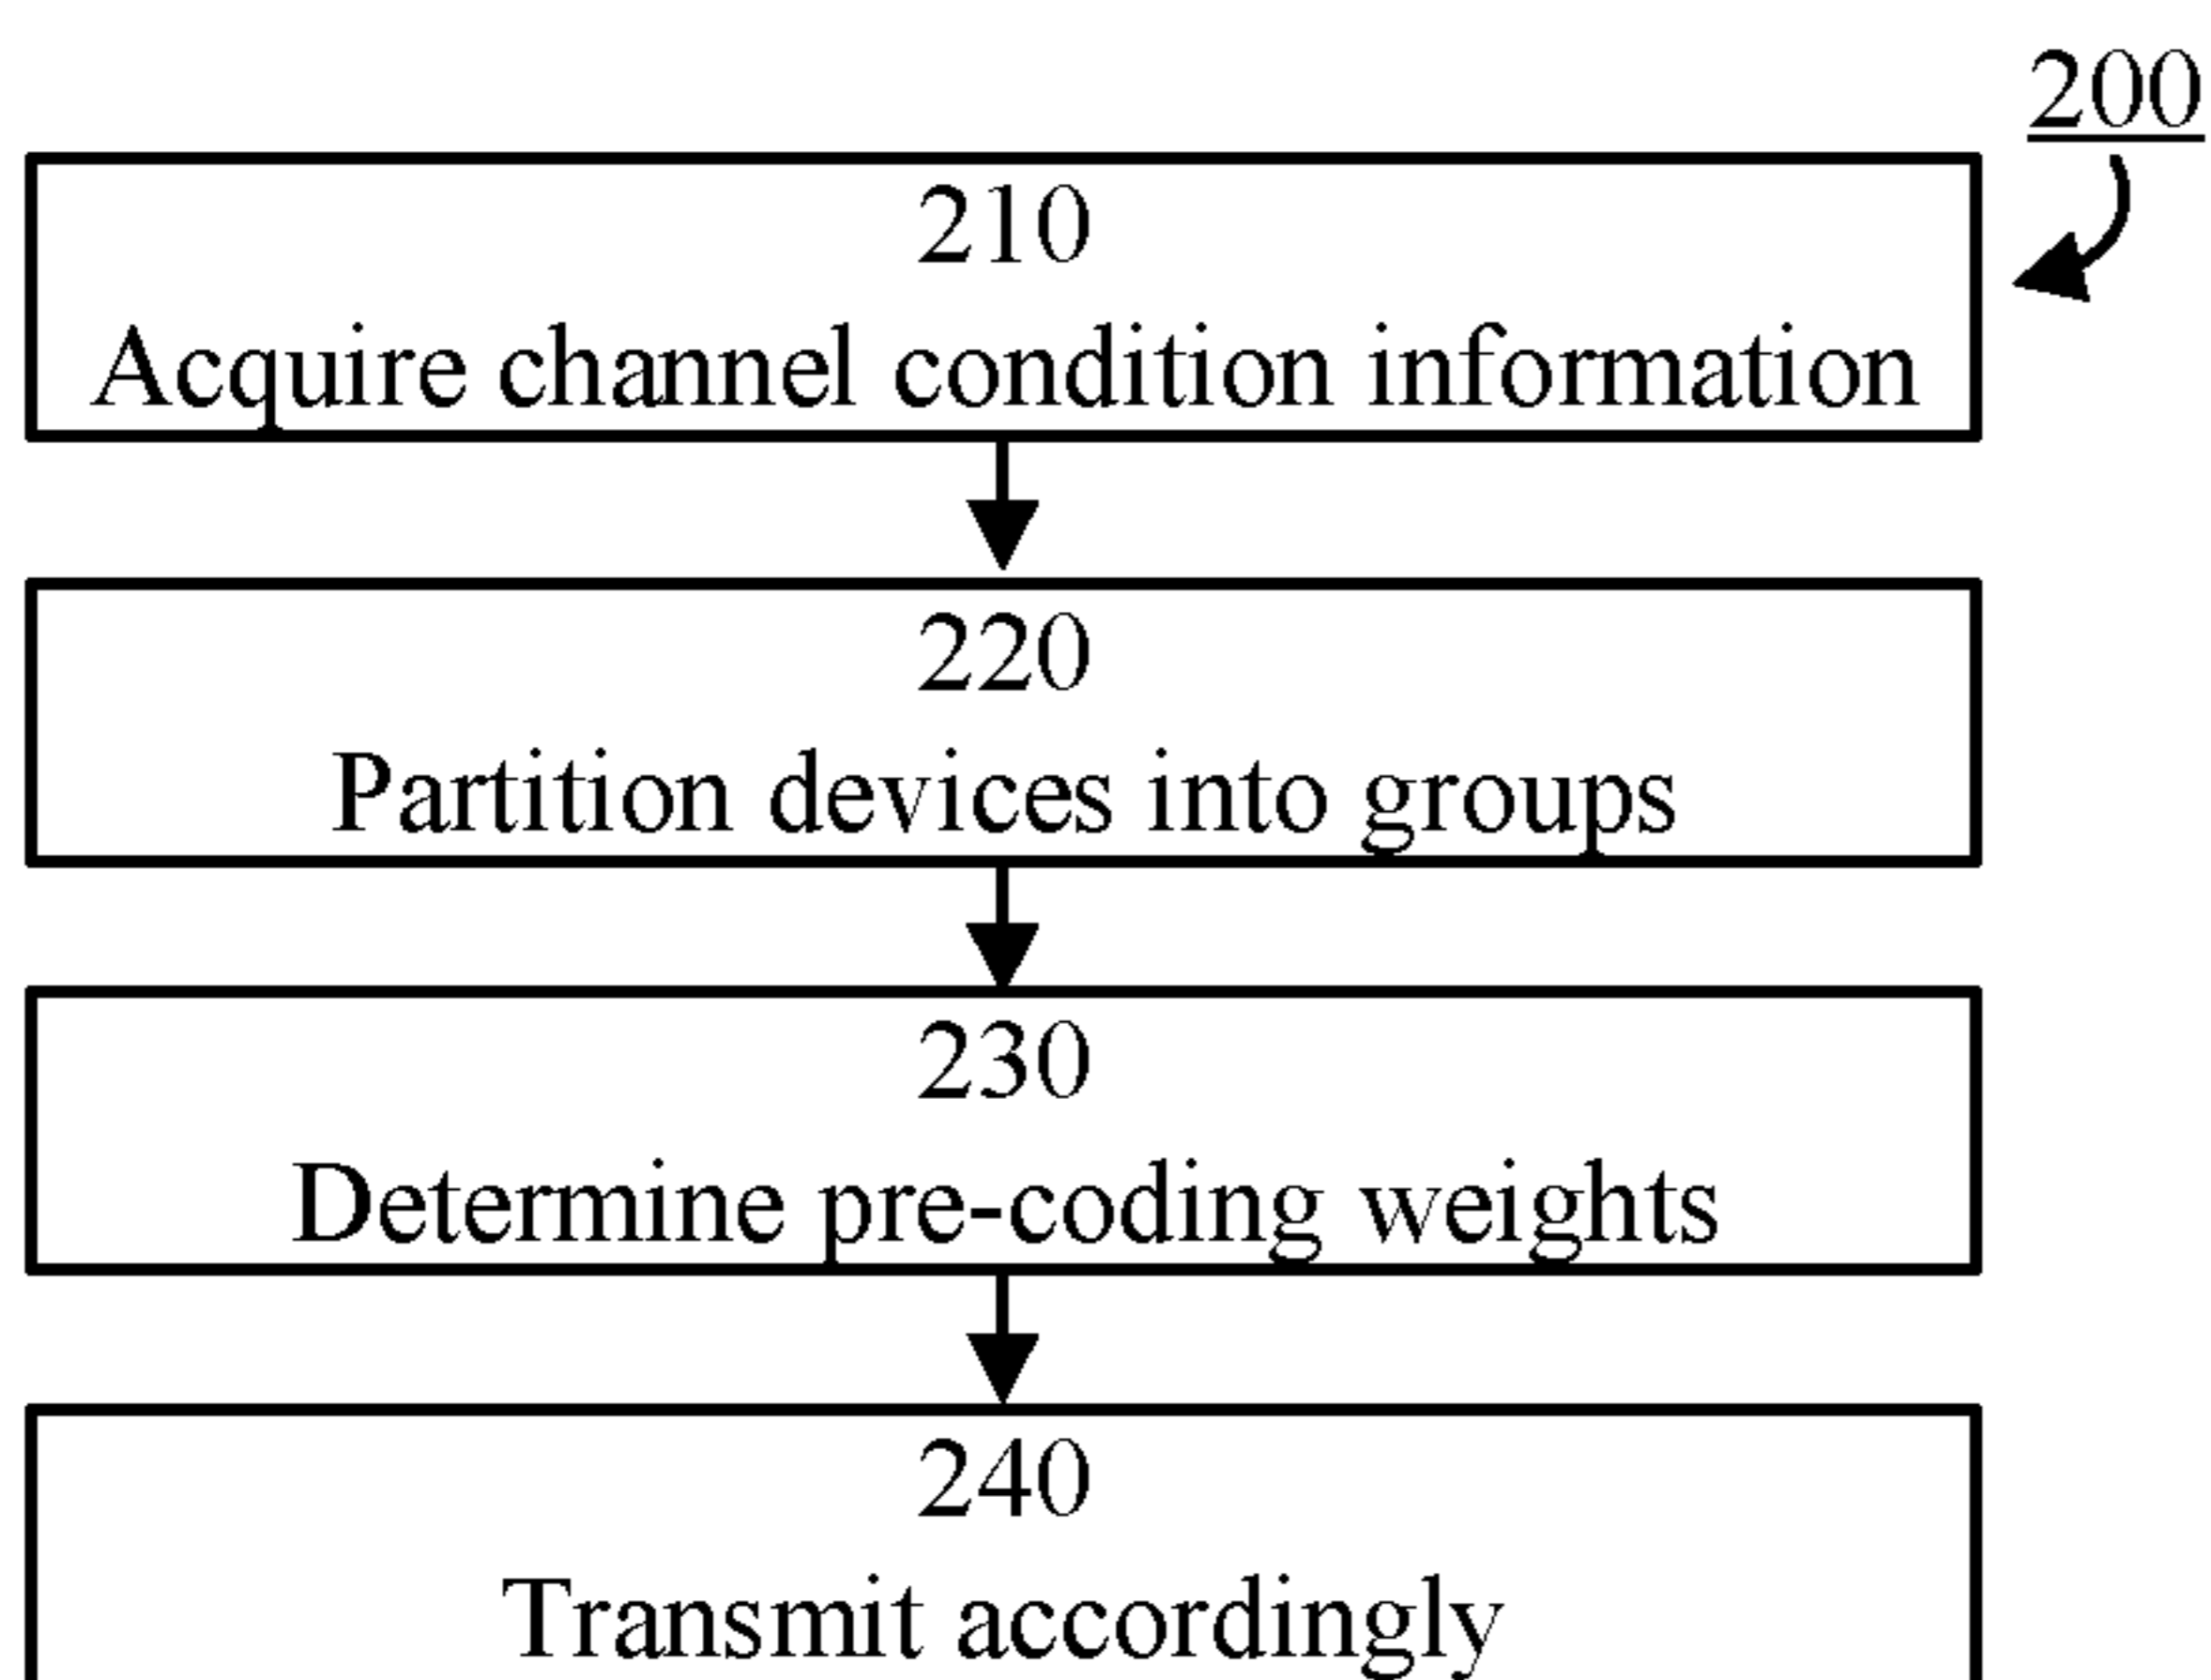 200
210
Acquire channel condition information
220
Partition devices into groups
230
Determine pre-coding weights
240
Transmit accordingly